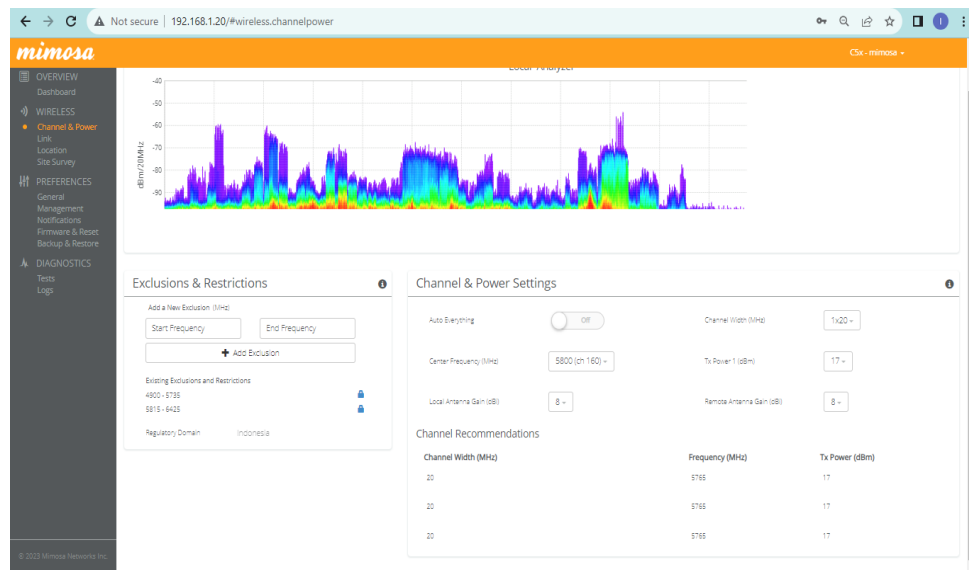 Not secure | 192.168.1.20/#wireless.channelpower
mimosa
C5x - mimosa
OVERVIEW
Dashboard
WIRELESS
Channel & Power
Link
Location
Site Survey
PREFERENCES
General
Management
Notifications
Firmware & Reset
Backup & Restore
DIAGNOSTICS
Tests
Logs
© 2023 Mimosa Networks Inc.
Local Analyzer
dBm/20MHz
-40
-50
-60
-70
-80
-90
Exclusions & Restrictions
Add a New Exclusion (MHz)
Start Frequency End Frequency
+ Add Exclusion
Existing Exclusions and Restrictions
4900 - 5735
5815 - 6425
Regulatory Domain Indonesia
Channel & Power Settings
Auto Everything Off Channel Width (MHz) 1x20
Center Frequency (MHz) 5800 (ch 160) Tx Power 1 (dBm) 17
Local Antenna Gain (dBi) 8 Remote Antenna Gain (dBi) 8
Channel Recommendations
Channel Width (MHz) Frequency (MHz) Tx Power (dBm)
20 5765 17
20 5765 17
20 5765 17